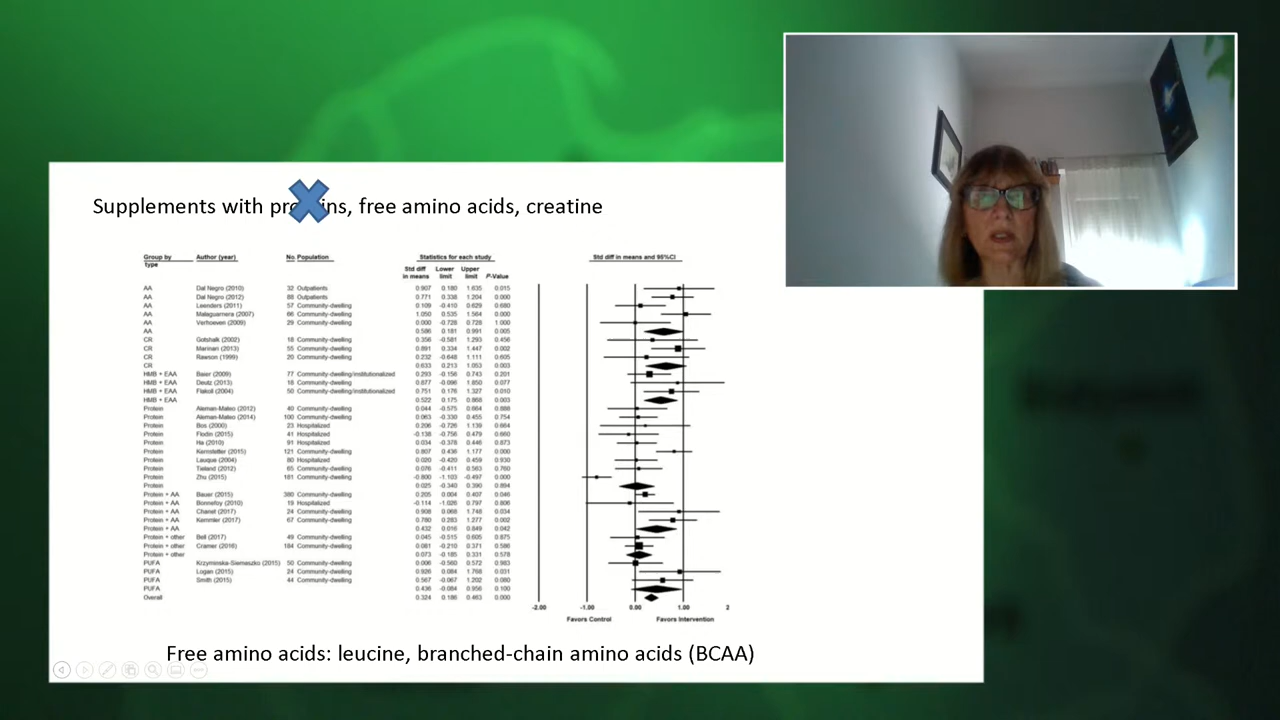 Supplements with pr ins, free amino acids, creatine
Group by type Author (year) No. Population Statistics for each study Std diff in means and 95%CI
Std diff in means Lower limit Upper limit P-Value
AA Dal Negro (2010) 32 Outpatients 0.907 0.180 1.635 0.015
AA Dal Negro (2012) 88 Outpatients 0.771 0.338 1.204 0.000
AA Leenders (2011) 57 Community-dwelling 0.109 -0.410 0.629 0.680
AA Malaguarnera (2007) 66 Community-dwelling 1.050 0.535 1.564 0.000
AA Verhoeven (2009) 29 Community-dwelling 0.000 -0.728 0.728 1.000
AA 0.586 0.181 0.991 0.005
CR Gotshalk (2002) 18 Community-dwelling 0.356 -0.581 1.293 0.456
CR 55 Community-dwelling 0.891 0.334 1.447 0.002
CR Rawson (1999) 20 Community-dwelling 0.232 -0.648 1.111 0.605
CR 0.633 0.213 1.053 0.003
HMB + EAA Baier (2009) 77 Community-dwelling/institutionalized 0.293 -0.156 0.743 0.201
HMB + EAA Deutz (2013) 18 Community-dwelling 0.877 -0.096 1.850 0.077
HMB + EAA Flakoll (2004) 50 Community-dwelling/institutionalized 0.751 0.176 1.327 0.010
HMB + EAA 0.522 0.175 0.868 0.003
Protein Aleman-Mateo (2012) 40 Community-dwelling 0.044 -0.575 0.664 0.888
Protein Aleman-Mateo (2014) 100 Community-dwelling 0.063 -0.330 0.455 0.754
Protein Bos (2000) 23 Hospitalized 0.206 -0.726 1.139 0.664
Protein Flodin (2015) 41 Hospitalized -0.138 -0.756 0.479 0.660
Protein Ha (2010) 91 Hospitalized 0.034 -0.378 0.446 0.873
Protein Kerstetter (2015) 121 Community-dwelling 0.807 0.436 1.177 0.000
Protein Lauque (2004) 80 Hospitalized 0.020 -0.420 0.459 0.930
Protein Tieland (2012) 65 Community-dwelling 0.076 -0.411 0.563 0.760
Protein Zhu (2015) 181 Community-dwelling -0.800 -1.103 -0.497 0.000
Protein 0.025 -0.340 0.390 0.894
Protein + AA Bauer (2015) 380 Community-dwelling 0.205 0.004 0.407 0.046
Protein + AA Bonnefoy (2010) 19 Hospitalized -0.114 -1.026 0.797 0.806
Protein + AA Chanet (2017) 24 Community-dwelling 0.908 0.068 1.748 0.034
Protein + AA Kemmler (2017) 67 Community-dwelling 0.780 0.283 1.277 0.002
Protein + AA 0.432 0.016 0.849 0.042
Protein + other Bell (2017) 49 Community-dwelling 0.045 -0.515 0.605 0.875
Protein + other Cramer (2016) 184 Community-dwelling 0.081 -0.210 0.371 0.586
Protein + other 0.073 -0.185 0.331 0.578
PUFA Krzyminska-Siemaszko (2015) 50 Community-dwelling 0.006 -0.560 0.572 0.983
PUFA Logan (2015) 24 Community-dwelling 0.926 0.084 1.768 0.031
PUFA Smith (2015) 44 Community-dwelling 0.567 -0.067 1.202 0.080
PUFA 0.436 -0.084 0.956 0.100
Overall 0.324 0.186 0.463 0.000
-2.00 -1.00 0.00 1.00 2
Favors Control Favors Intervention
Free amino acids: leucine, branched-chain amino acids (BCAA)